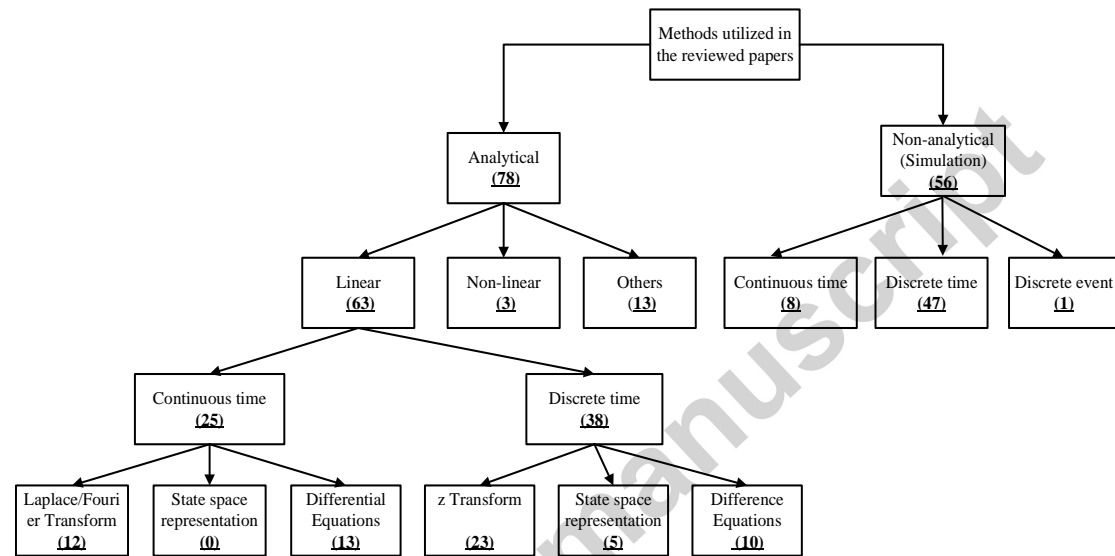 Methods utilized in
the reviewed papers
Analytical
(78)
Non-analytical
(Simulation)
(56)
Linear
(63)
Non-linear
(3)
Others
(13)
Continuous time
(8)
Discrete time
(47)
Discrete event
(1)
Continuous time
(25)
Discrete time
(38)
Laplace/Fouri
er Transform
(12)
State space
representation
(0)
Differential
Equations
(13)
z Transform
(23)
State space
representation
(5)
Difference
Equations
(10)
manuscript